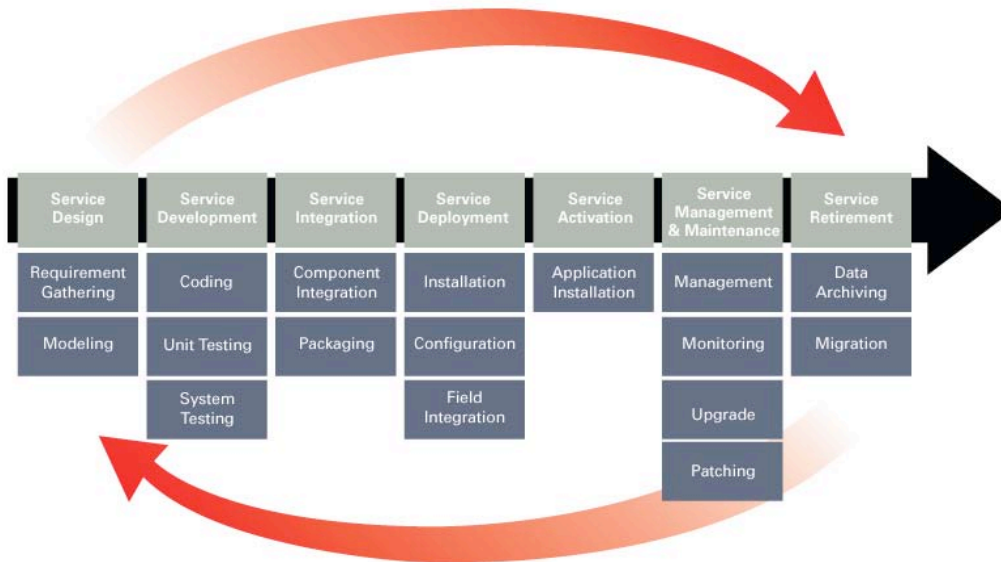 Service
Design
Service
Development
Service
Integration
Service
Deployment
Service
Activation
Service
Management
& Maintenance
Service
Retirement
Requirement
Gathering
Modeling
Coding
Unit Testing
System
Testing
Component
Integration
Packaging
Installation
Configuration
Field
Integration
Application
Installation
Management
Monitoring
Upgrade
Patching
Data
Archiving
Migration